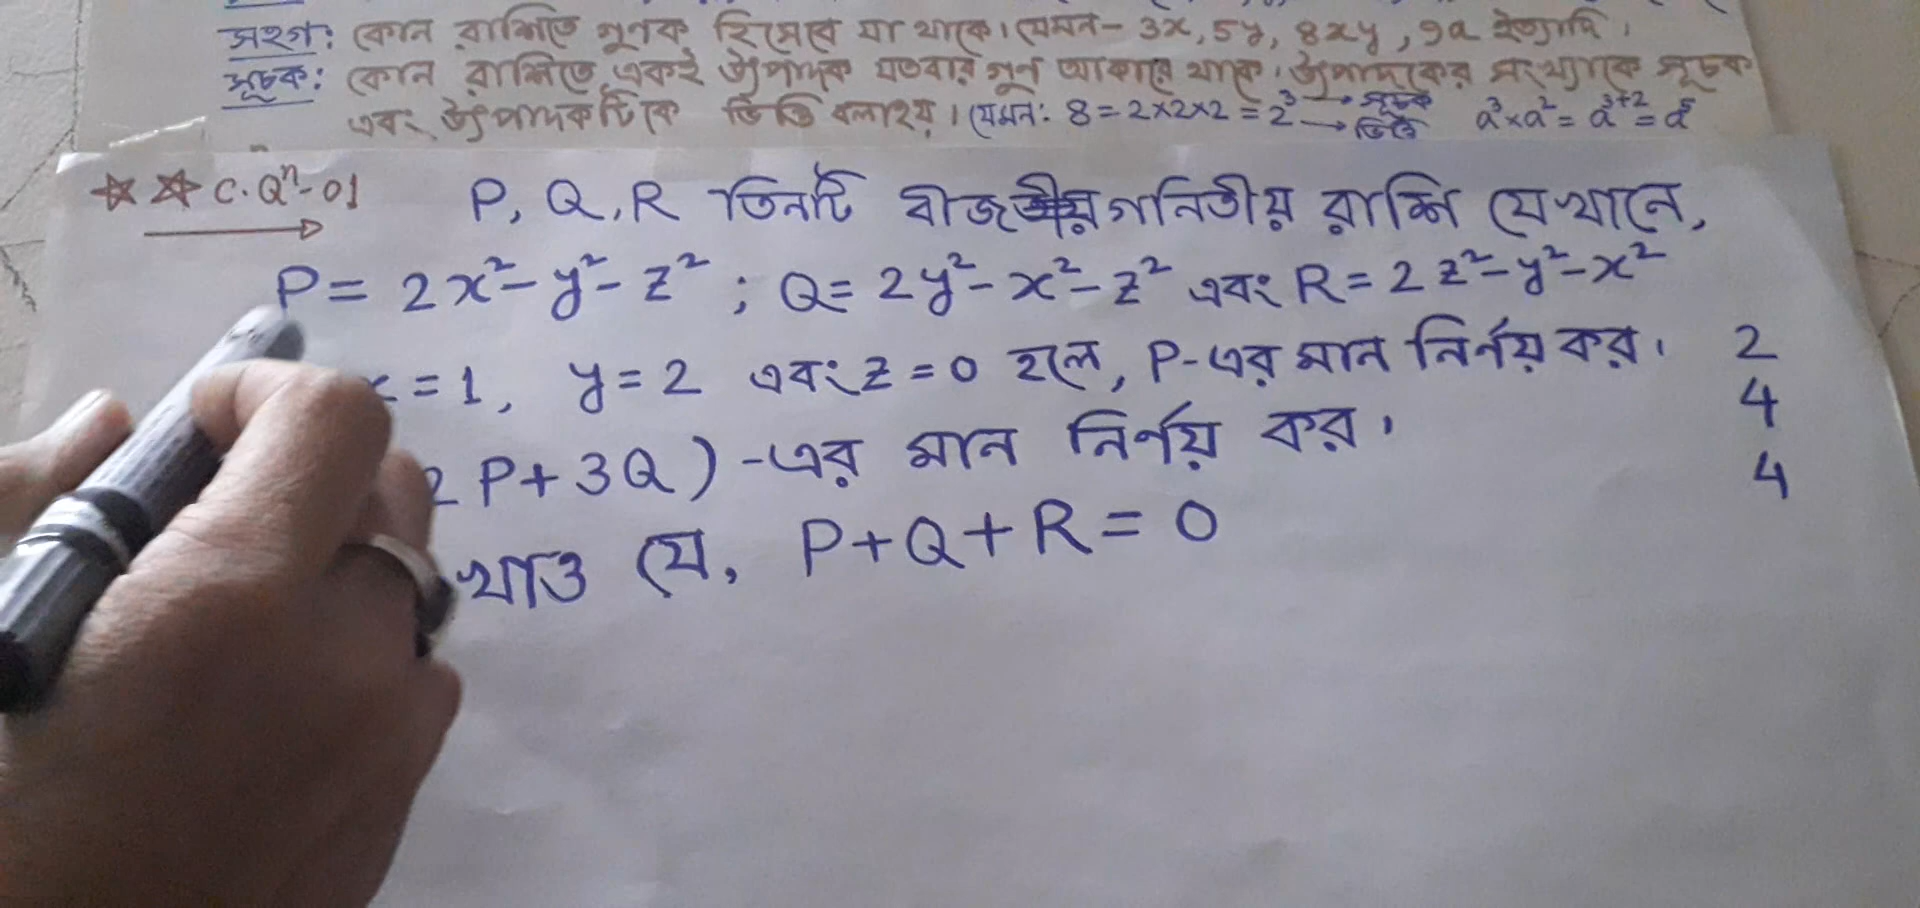 সহগ: কোন রাশিতে গুণক হিসেবে যা থাকে। যেমন- 3x, 5y, 8xy, 9a ইত্যাদি।
সূচক: কোন রাশিতে একই উৎপাদক যতবার গুণ আকারে থাকে। উৎপাদকের সংখ্যাকে সূচক
এবং উৎপাদকটিকে ভিত্তি বলা হয়। যেমন: 8 = 2×2×2 = 2³ → সূচক → ভিত্তি a³×a² = a³⁺² = a⁵
C.Qⁿ-01 P, Q, R তিনটি বীজগনিতীয় রাশি যেখানে,
P = 2x² - y² - z² ; Q = 2y² - x² - z² এবং R = 2z² - y² - x²
x = 1, y = 2 এবং z = 0 হলে, P-এর মান নির্ণয় কর। 2
2P + 3Q) -এর মান নির্ণয় কর। 4
খাও যে, P + Q + R = 0 4